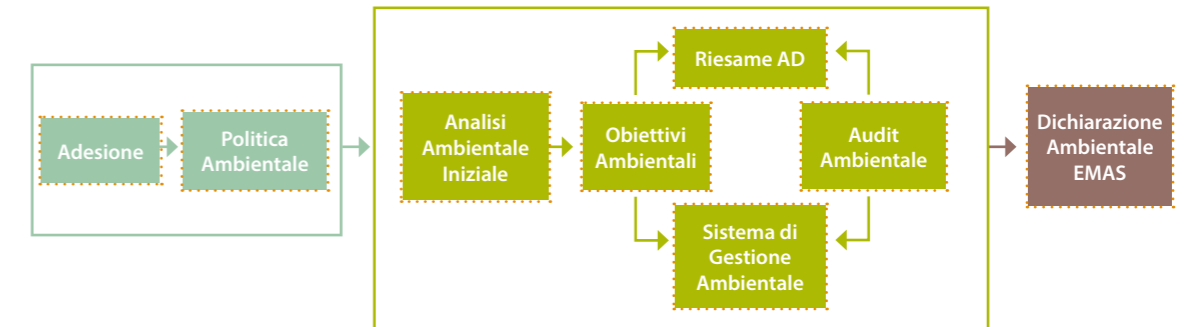 Adesione
Politica
Ambientale
Analisi
Ambientale
Iniziale
Obiettivi
Ambientali
Riesame AD
Sistema di
Gestione
Ambientale
Audit
Ambientale
Dichiarazione
Ambientale
EMAS